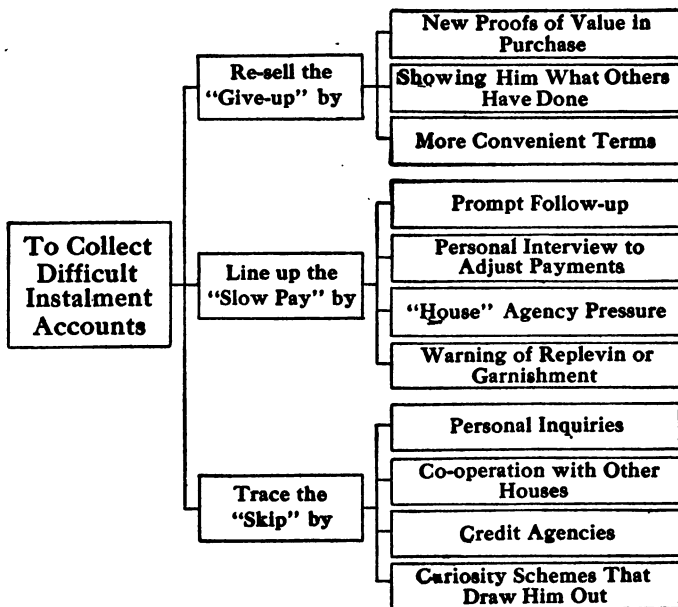 To Collect
Difficult
Instalment
Accounts
Re-sell the
“Give-up” by
New Proofs of Value in
Purchase
Showing Him What Others
Have Done
More Convenient Terms
Line up the
“Slow Pay” by
Prompt Follow-up
Personal Interview to
Adjust Payments
“House” Agency Pressure
Warning of Replevin or
Garnishment
Trace the
“Skip” by
Personal Inquiries
Co-operation with Other
Houses
Credit Agencies
Curiosity Schemes That
Draw Him Out